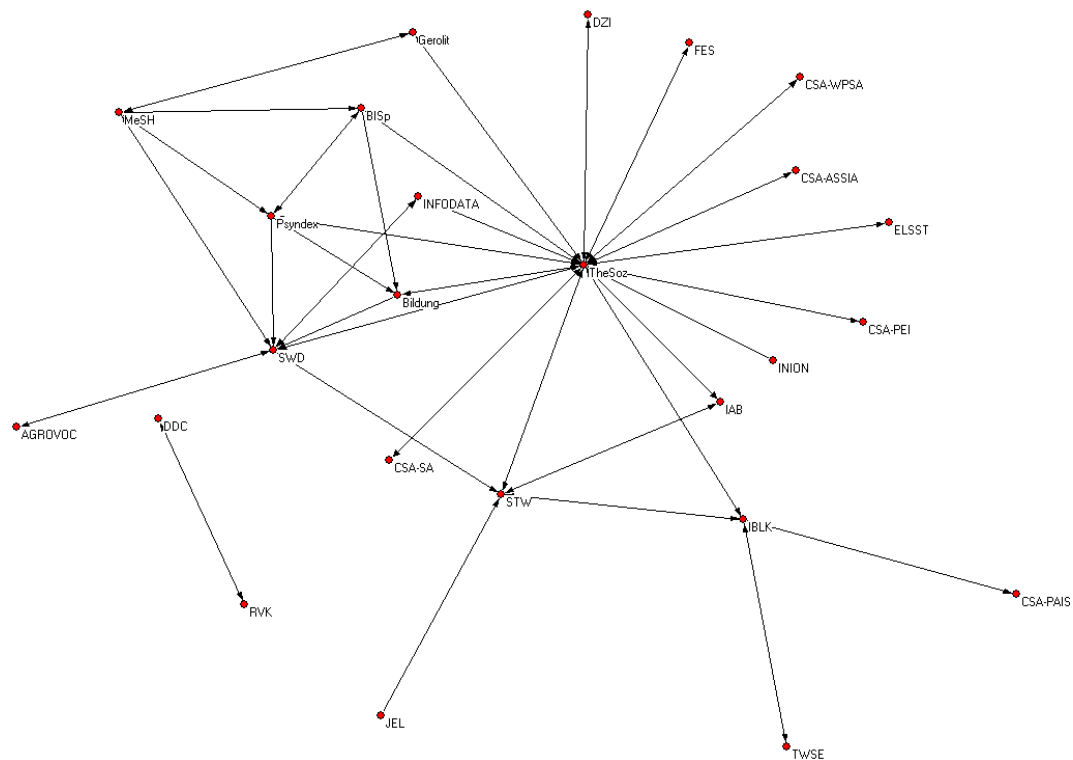 DZI
Gerolit
FES
CSA-WPSA
MeSH
BISp
CSA-ASSIA
INFODATA
Psyndex
ELSST
TheSoz
Bildung
CSA-PEI
SWD
INION
IAB
DDC
AGROVOC
CSA-SA
STW
IBLK
CSA-PAIS
RVK
JEL
TWSE